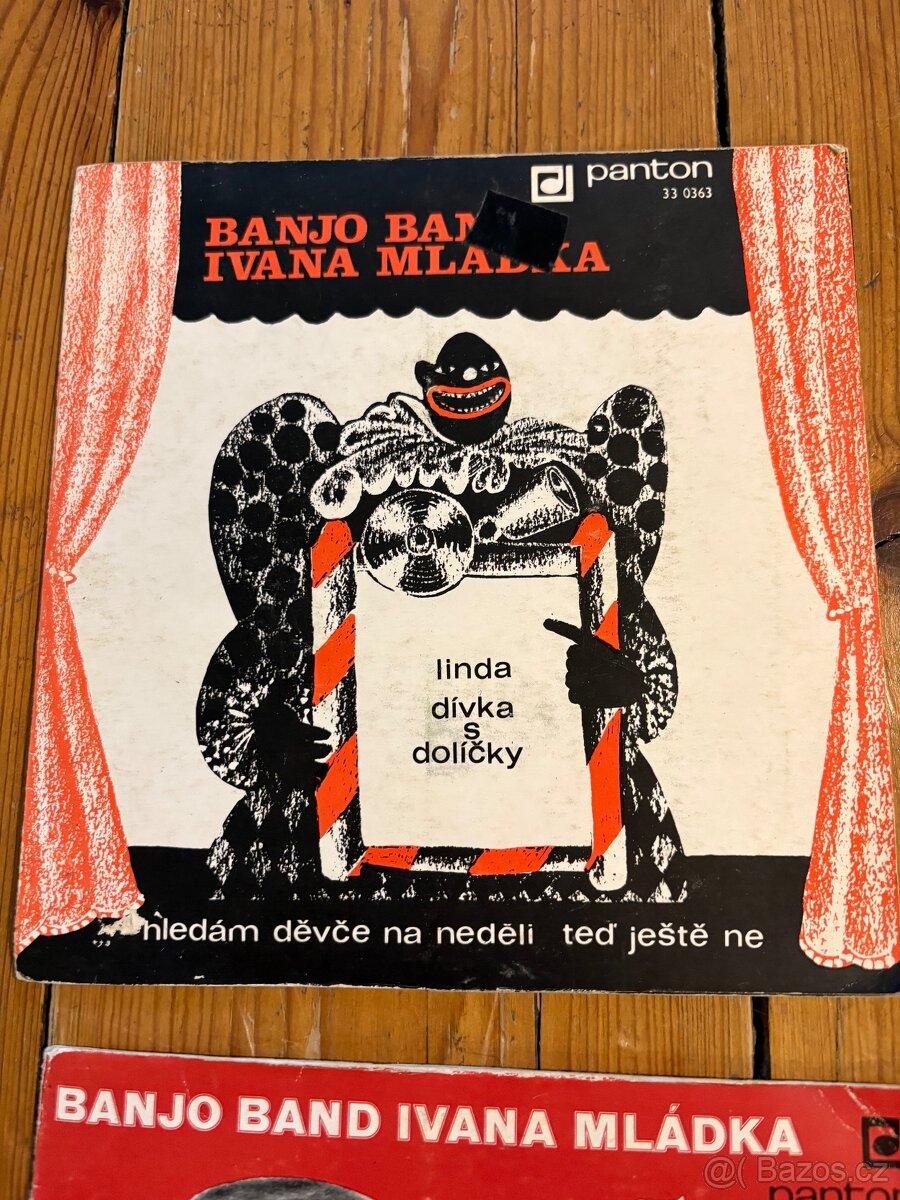 panton
33 0363
BANJO BAND
IVANA MLÁDKA
linda
dívka
s
dolíčky
hledám děvče na neděli teď ještě ne
BANJO BAND IVANA MLÁDKA
panton
@ Bazos.cz